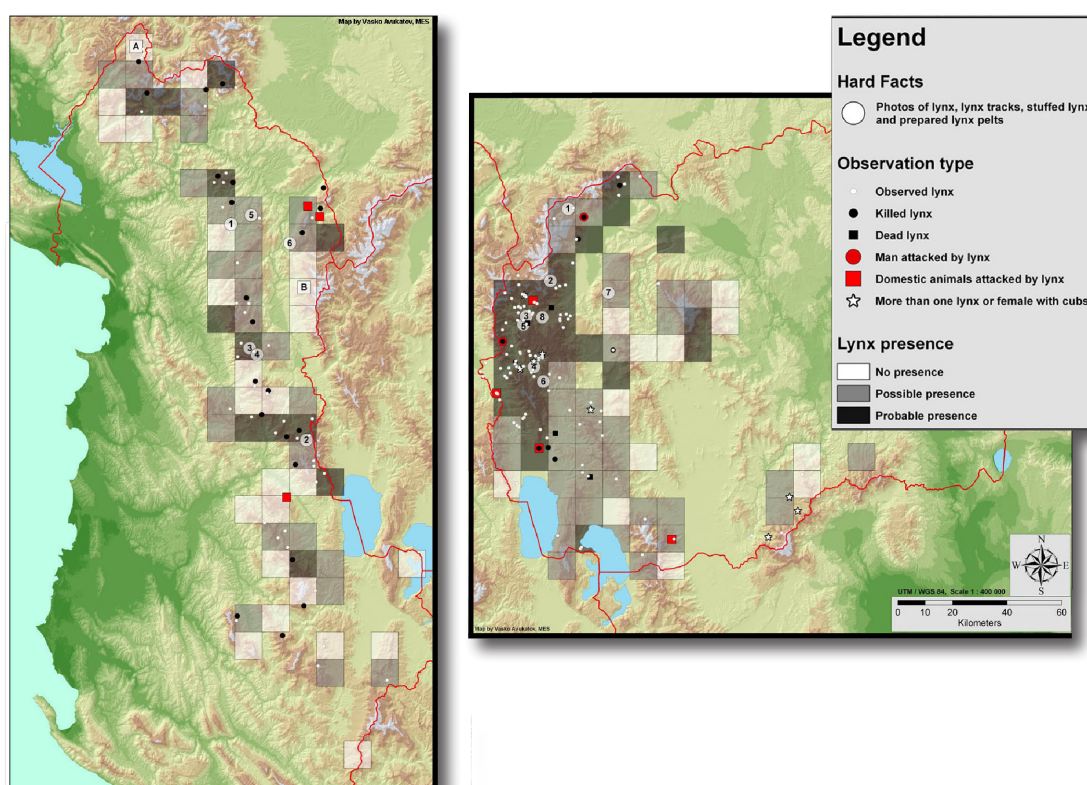 Map by Vasko Avukatov, MES
A
1
5
6
B
3
4
2
1
2
7
3
8
5
4
6
Map by Vasko Avukatov, MES
Legend
Hard Facts
Photos of lynx, lynx tracks, stuffed lynx
and prepared lynx pelts
Observation type
Observed lynx
Killed lynx
Dead lynx
Man attacked by lynx
Domestic animals attacked by lynx
More than one lynx or female with cubs
Lynx presence
No presence
Possible presence
Probable presence
N
W
E
S
UTM / WGS 84, Scale 1 : 400 000
0 10 20 40 60
Kilometers